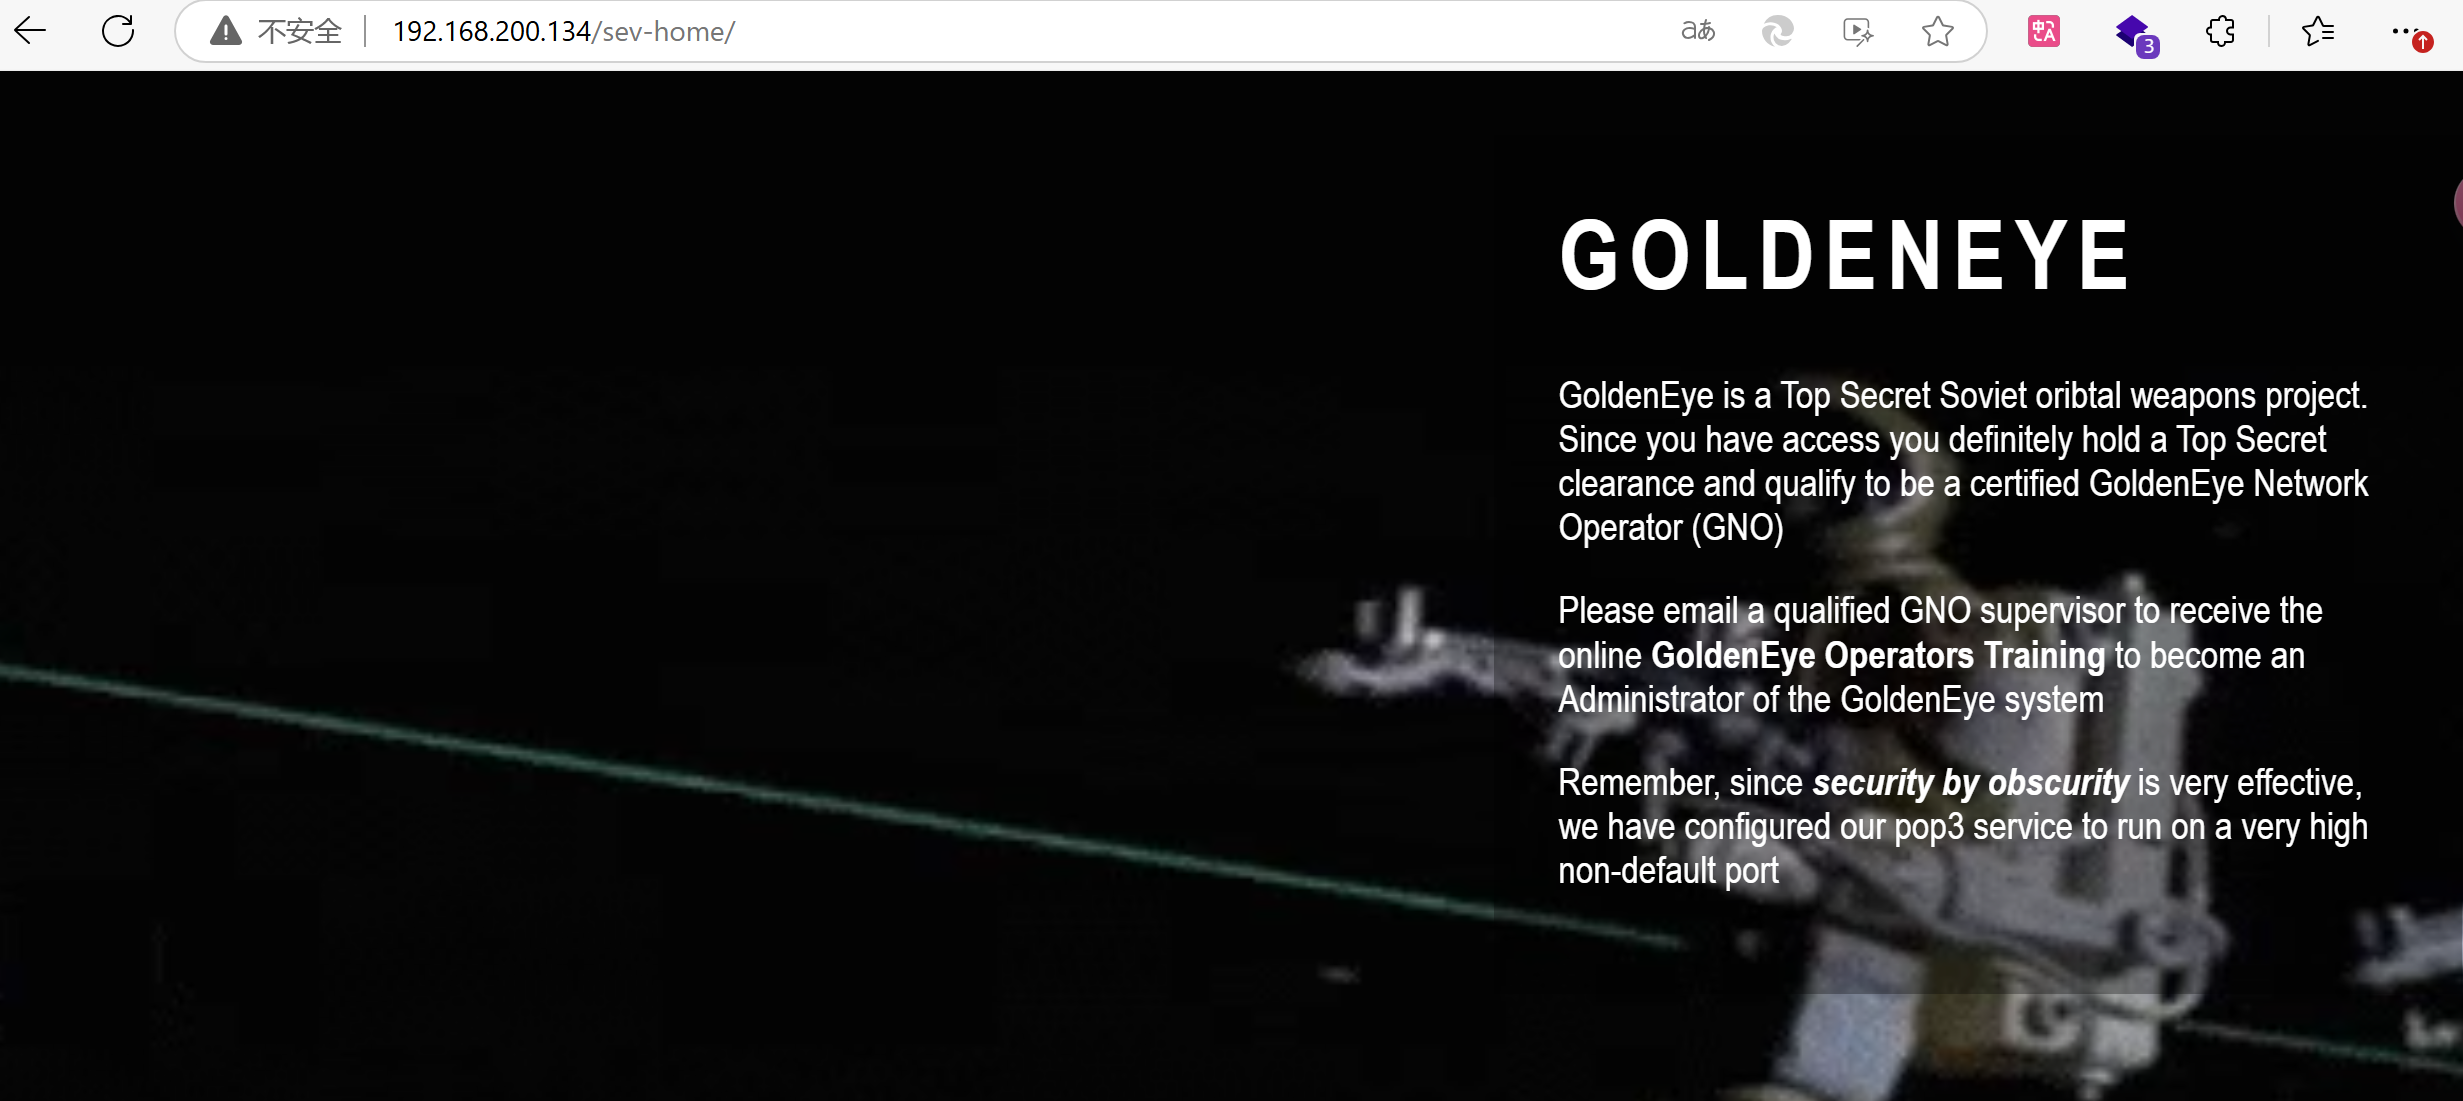 不安全 192.168.200.134/sev-home/ aあ
3
GOLDENEYE
GoldenEye is a Top Secret Soviet oribtal weapons project.
Since you have access you definitely hold a Top Secret
clearance and qualify to be a certified GoldenEye Network
Operator (GNO)
Please email a qualified GNO supervisor to receive the
online GoldenEye Operators Training to become an
Administrator of the GoldenEye system
Remember, since security by obscurity is very effective,
we have configured our pop3 service to run on a very high
non-default port